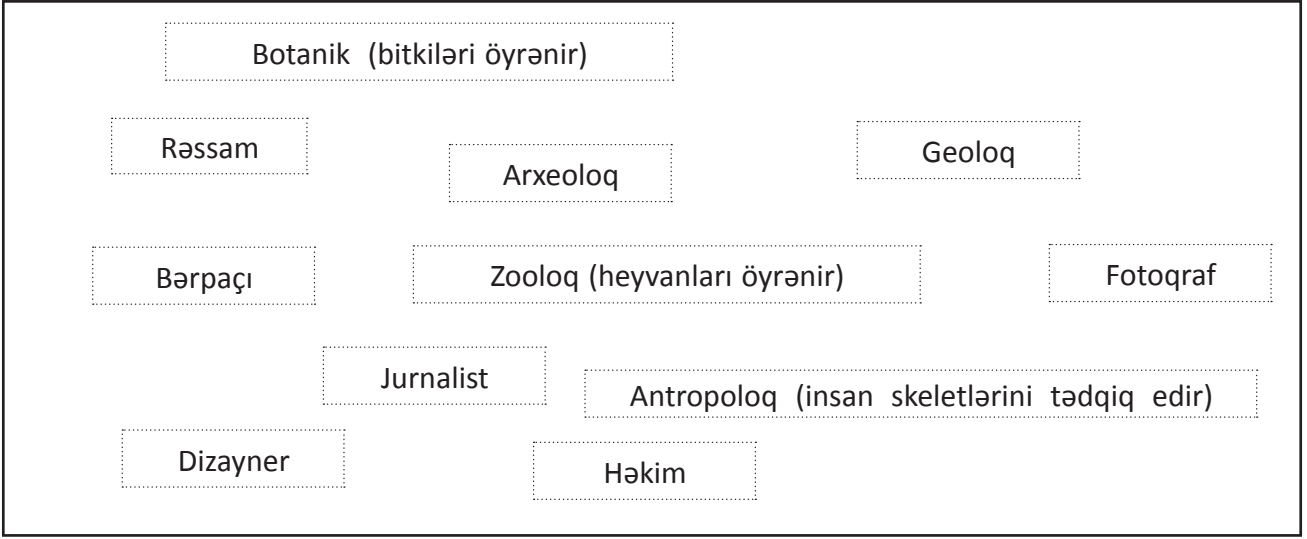 Botanik (bitkiləri öyrənir)
Rəssam
Arxeoloq
Geoloq
Bərpaçı
Zooloq (heyvanları öyrənir)
Fotoqraf
Jurnalist
Antropoloq (insan skeletlərini tədqiq edir)
Dizayner
Həkim